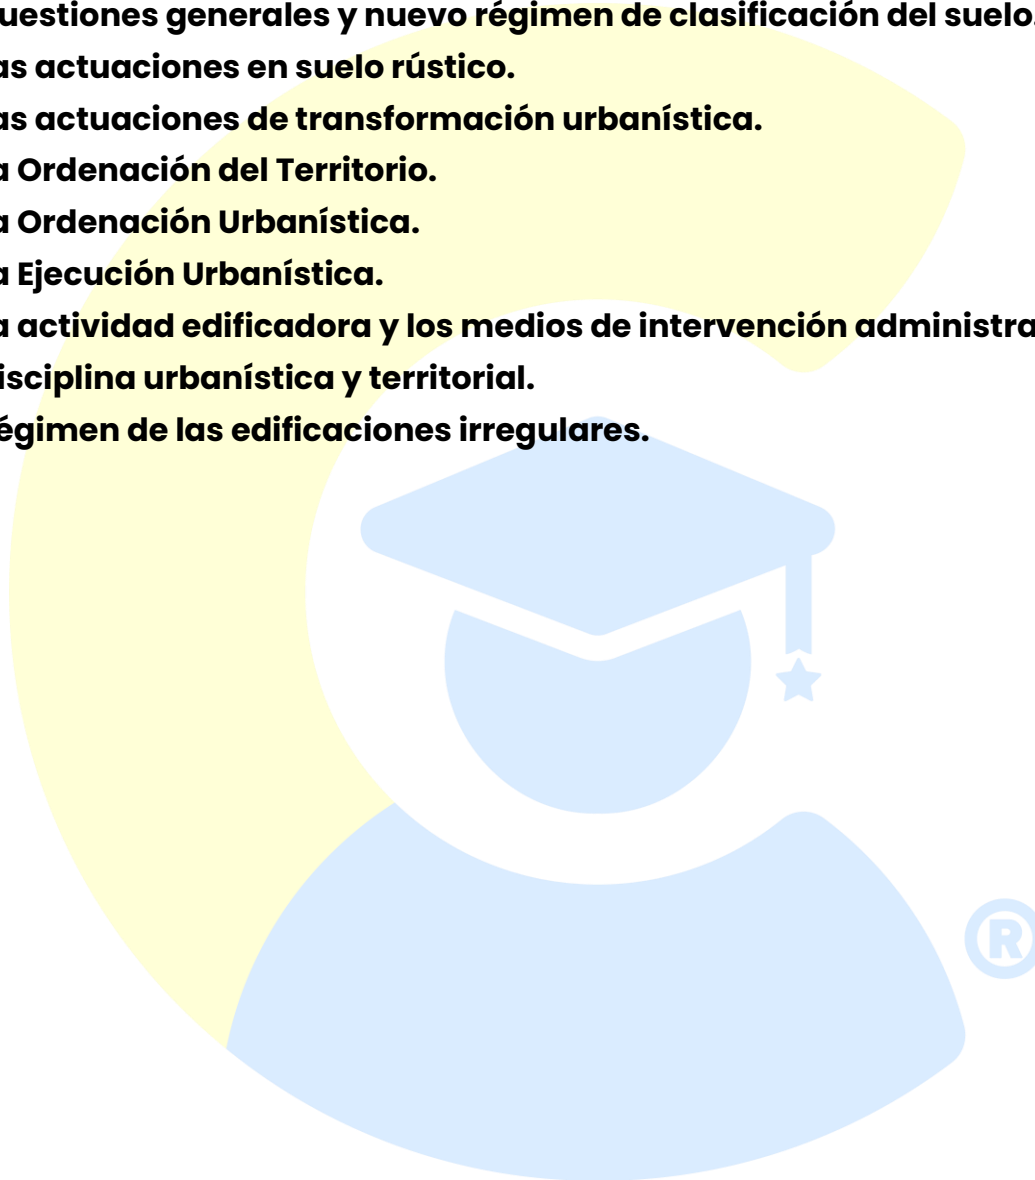 uestiones generales y nuevo régimen de clasificación del suelo.
as actuaciones en suelo rústico.
as actuaciones de transformación urbanística.
a Ordenación del Territorio.
a Ordenación Urbanística.
a Ejecución Urbanística.
a actividad edificadora y los medios de intervención administra
isciplina urbanística y territorial.
égimen de las edificaciones irregulares.
®